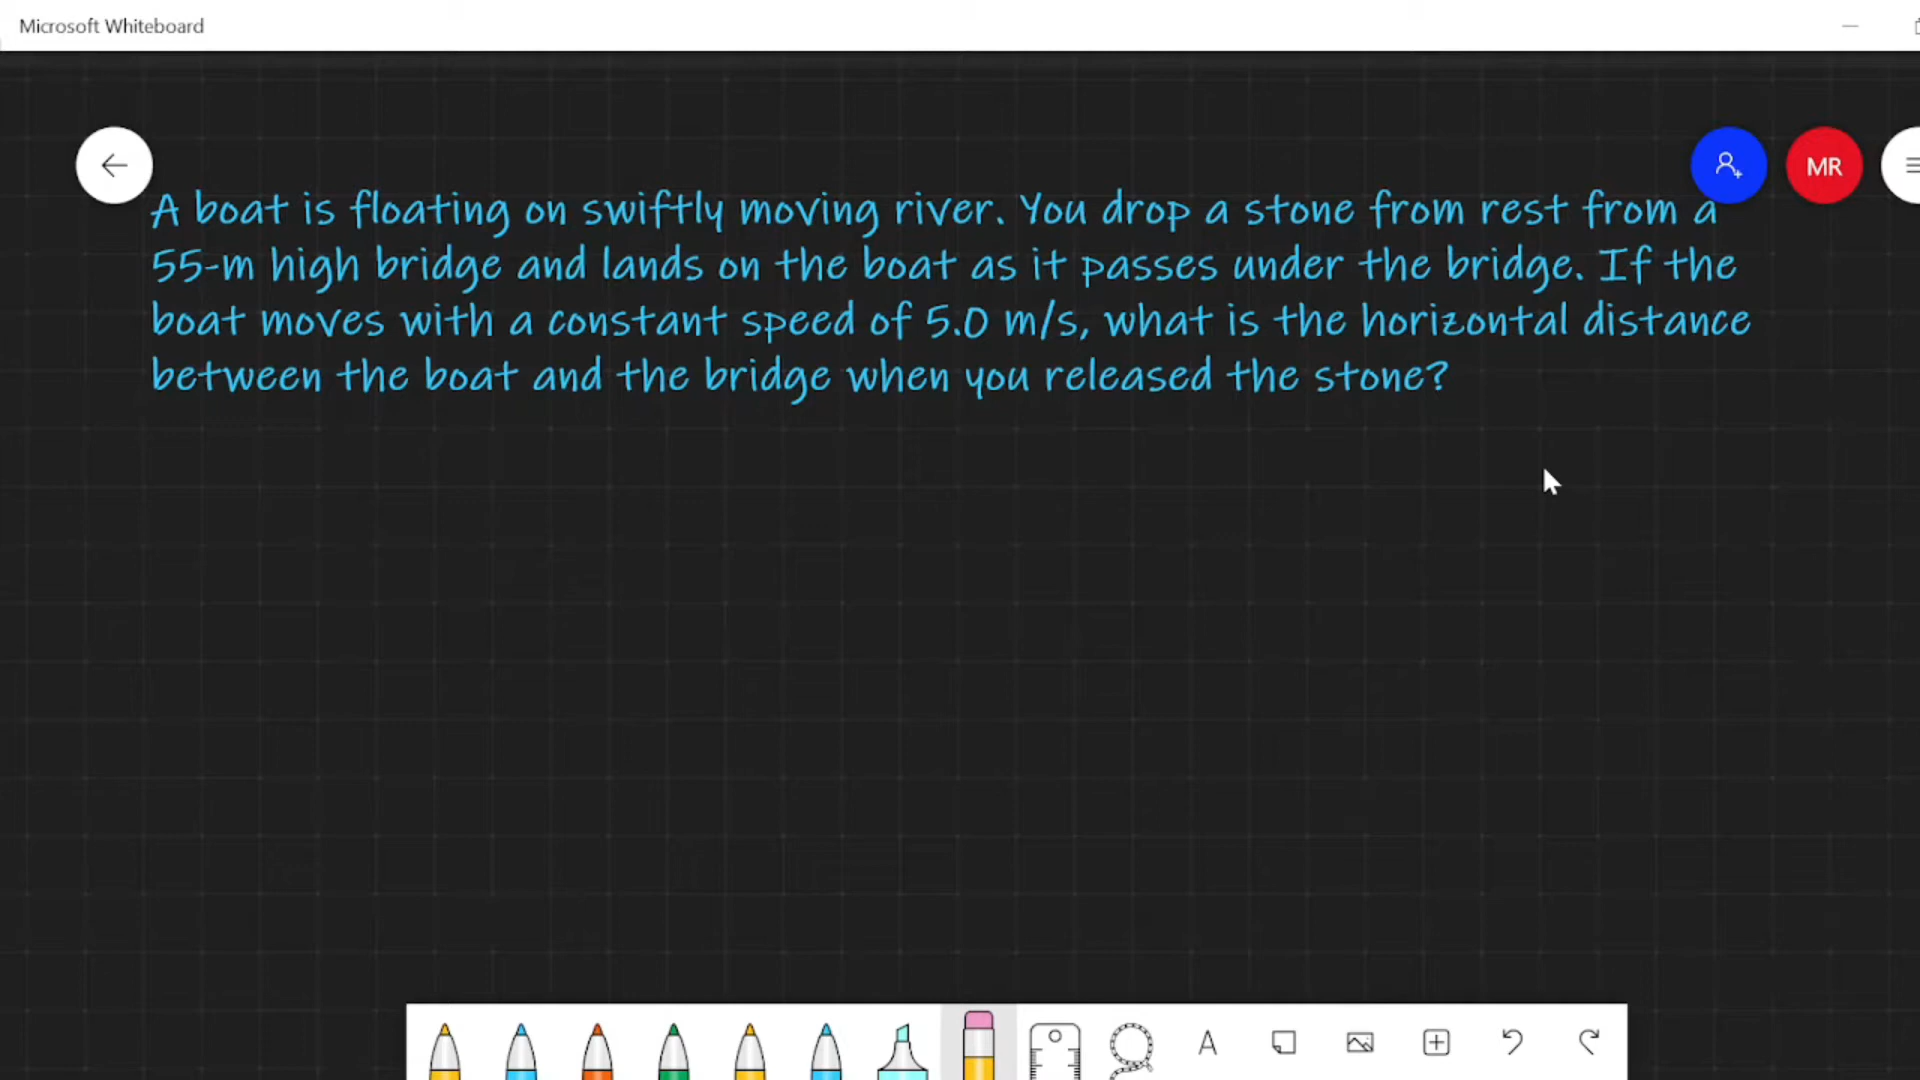 Microsoft Whiteboard
MR
A boat is floating on swiftly moving river. You drop a stone from rest from a
55-m high bridge and lands on the boat as it passes under the bridge. If the
boat moves with a constant speed of 5.0 m/s, what is the horizontal distance
between the boat and the bridge when you released the stone?
A